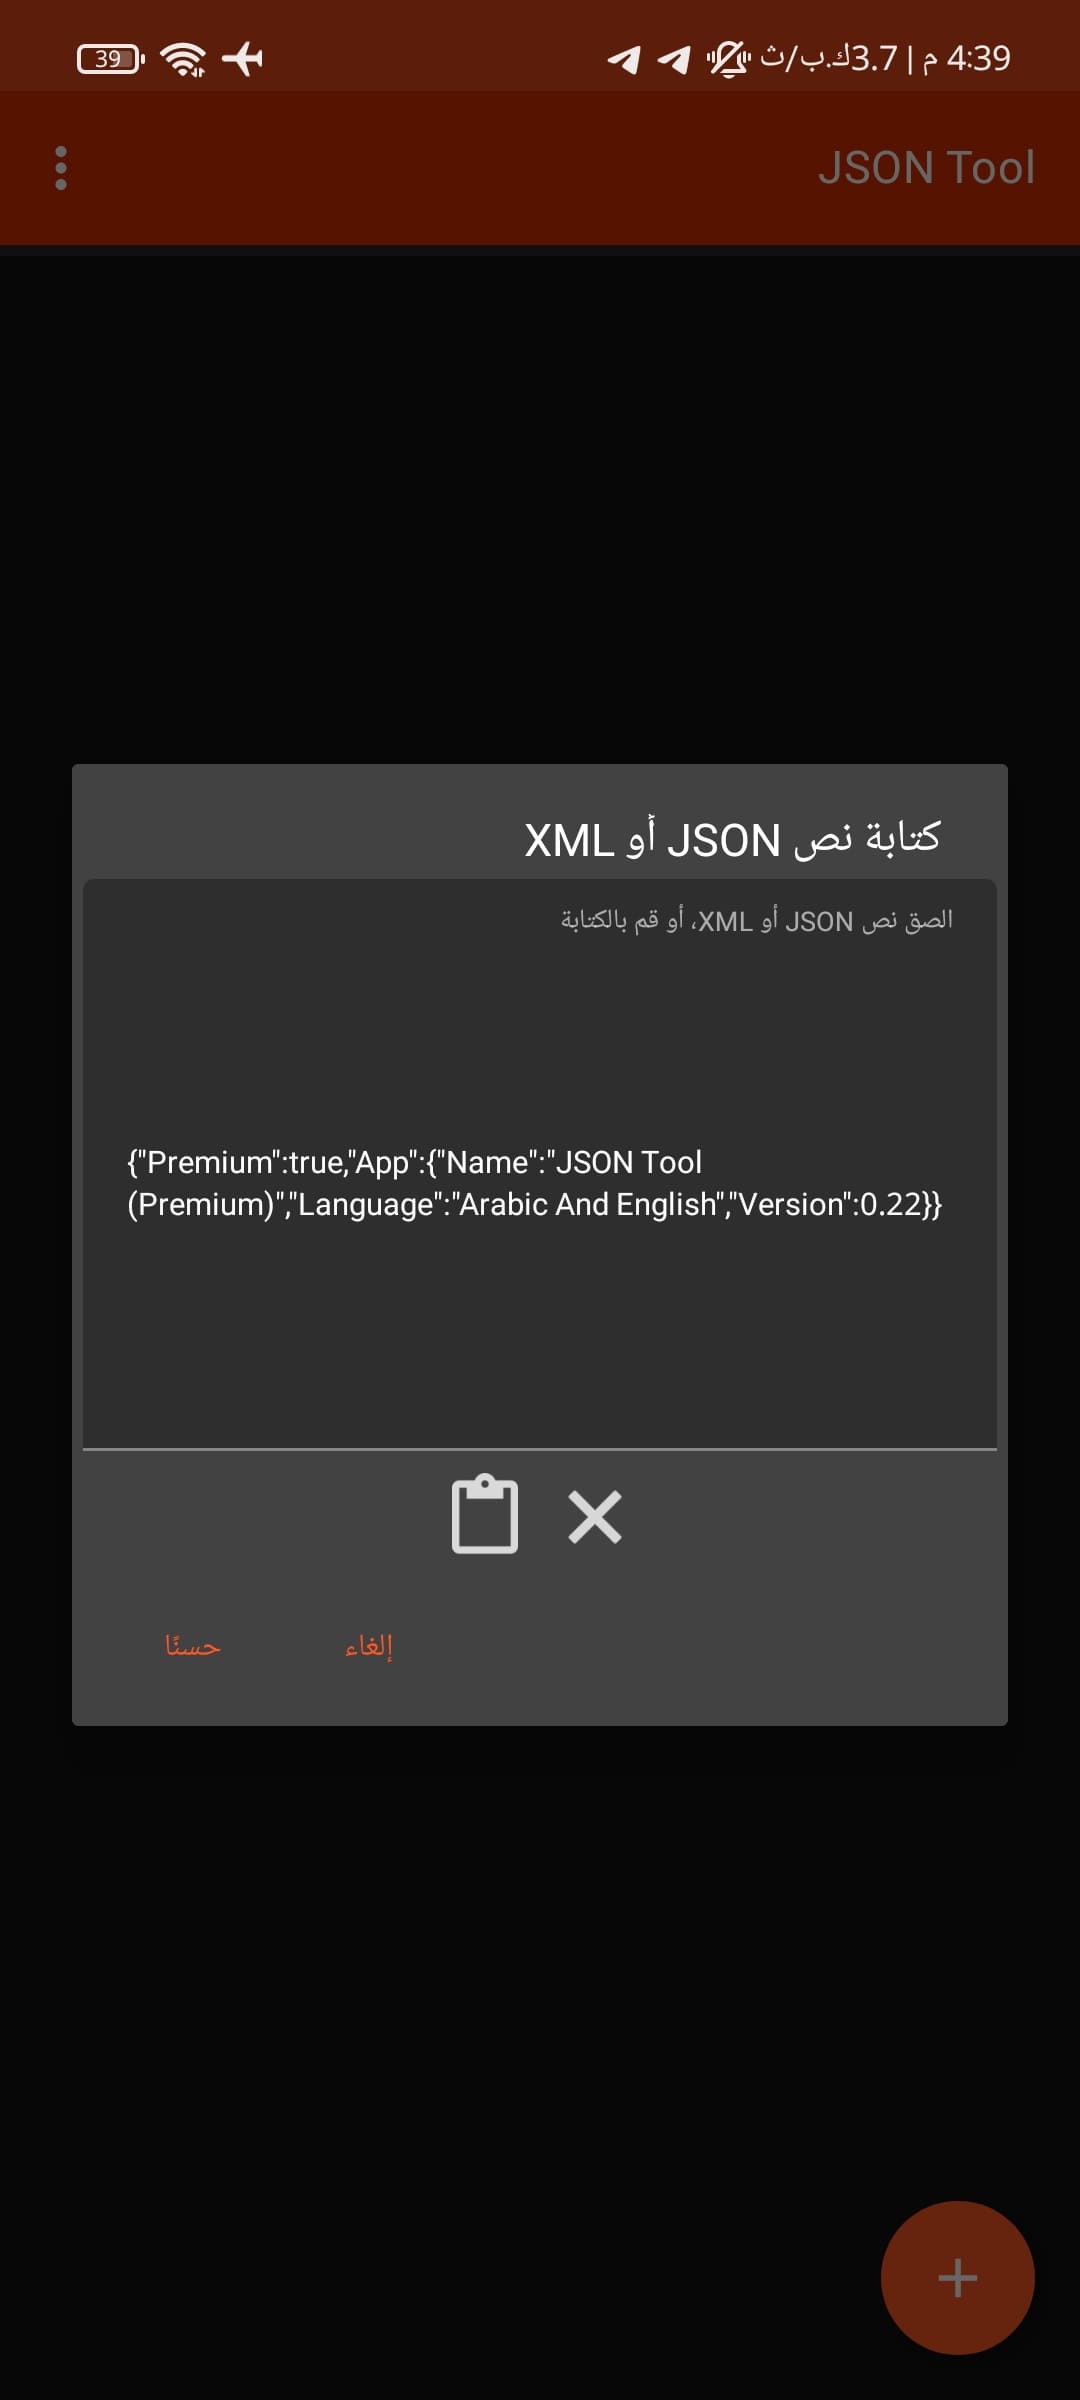 4:39 م | 3.7ك.ب/ث
39
JSON Tool
كتابة نص JSON أو XML
الصق نص JSON أو XML، أو قم بالكتابة
{"Premium":true,"App":{"Name":"JSON Tool
(Premium)","Language":"Arabic And English","Version":0.22}}
إلغاء
حسنًا